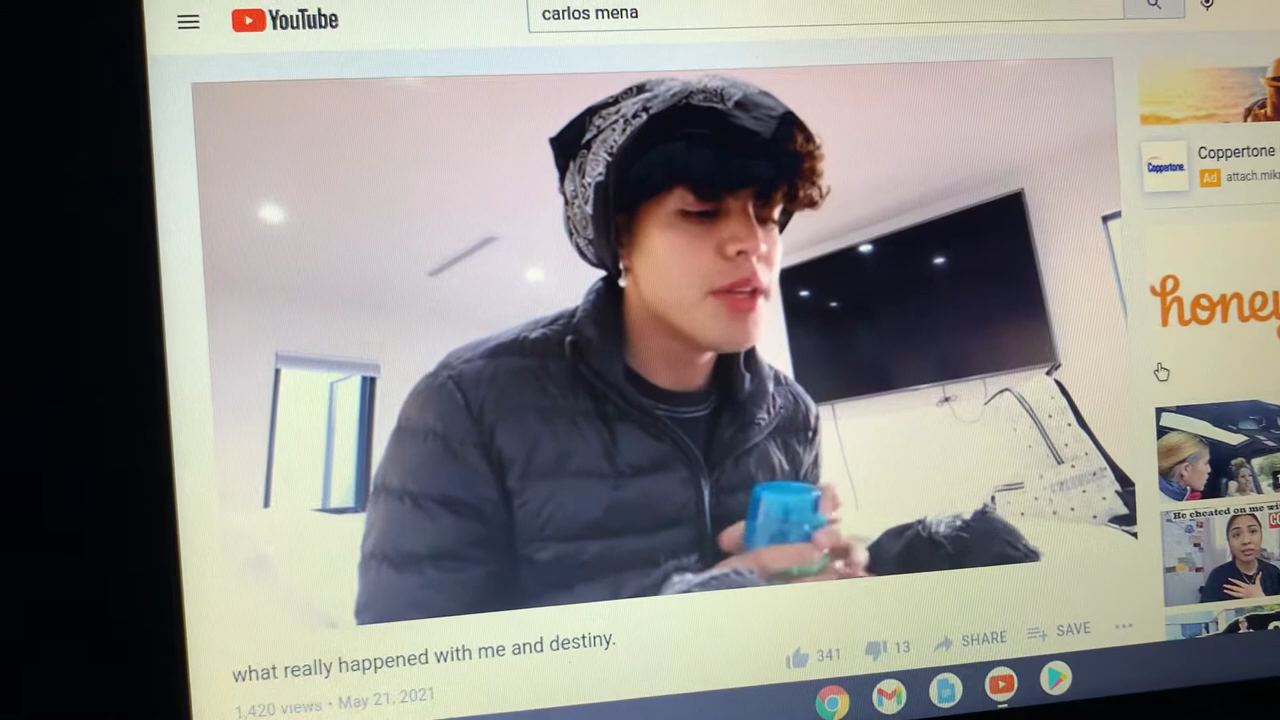 YouTube
carlos mena
Coppertone
Coppertone
Ad
honey
He cheated on me
what really happened with me and destiny.
341
13
SHARE
SAVE
1,420 views • May 21, 2021